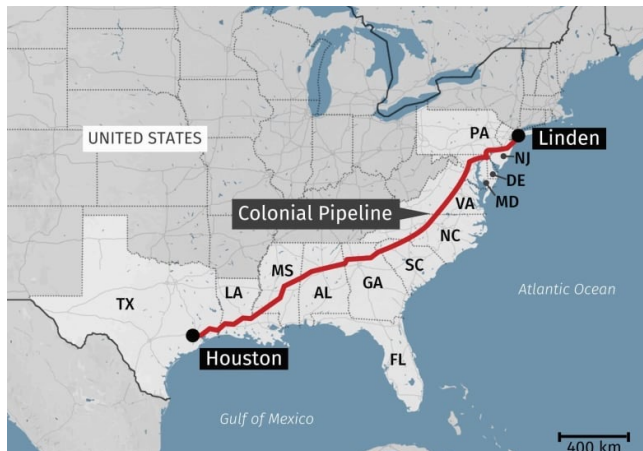 UNITED STATES
PA
Linden
NJ
DE
MD
VA
Colonial Pipeline
NC
SC
MS
AL
GA
LA
TX
Atlantic Ocean
Houston
FL
Gulf of Mexico
400 km